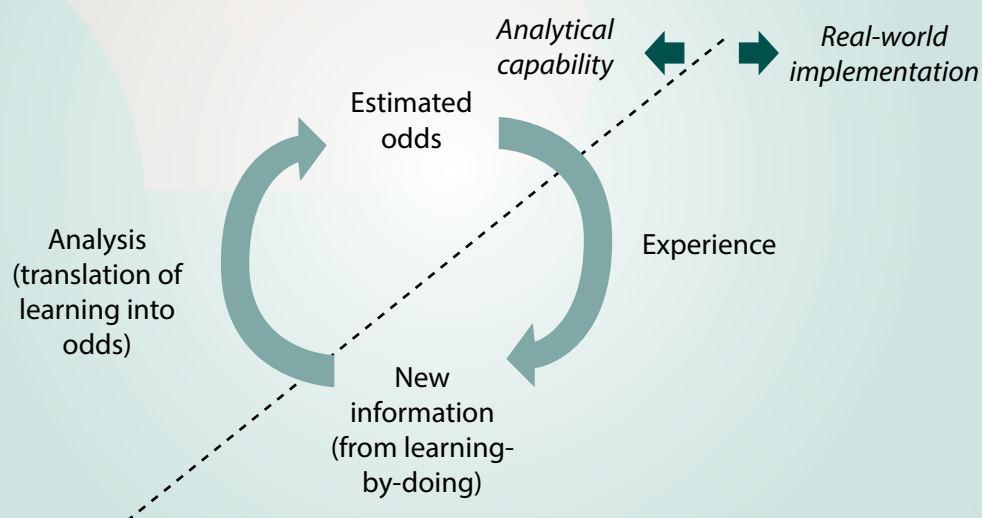 Analytical
capability
Real-world
implementation
Estimated
odds
Analysis
(translation of
learning into
odds)
Experience
New
information
(from learning-
by-doing)